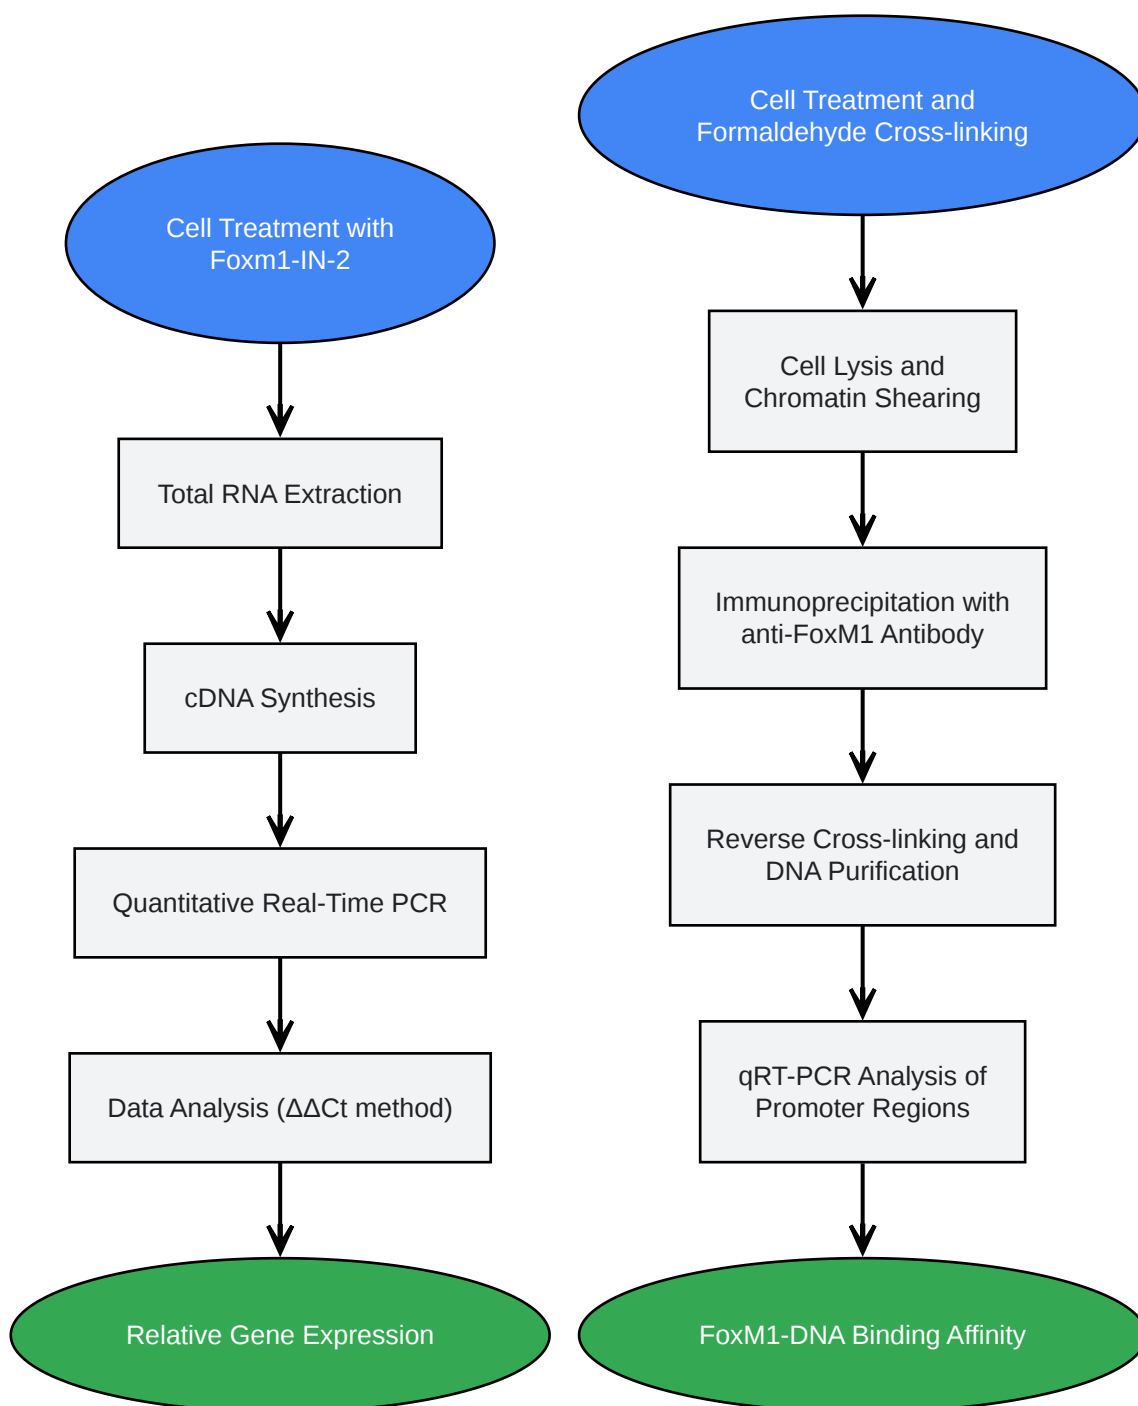 Cell Treatment with
Foxm1-IN-2
Total RNA Extraction
cDNA Synthesis
Quantitative Real-Time PCR
Data Analysis (ΔΔCt method)
Relative Gene Expression
Cell Treatment and
Formaldehyde Cross-linking
Cell Lysis and
Chromatin Shearing
Immunoprecipitation with
anti-FoxM1 Antibody
Reverse Cross-linking and
DNA Purification
qRT-PCR Analysis of
Promoter Regions
FoxM1-DNA Binding Affinity